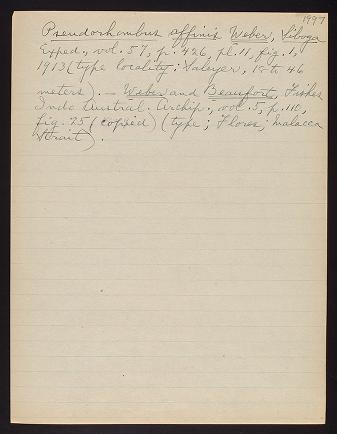 1997
Pseudorhombus affinis Weber, Siboga
Exped., vol. 57, p. 426, pl. 11, fig. 1,
1913 (type locality: Saleyer, 18 to 46
meters). — Weber and Beaufort, Fishes
Indo Austral. Archip., vol. 5, p. 110,
fig. 25 (copied) (type; Flores; Malacca
Strait).